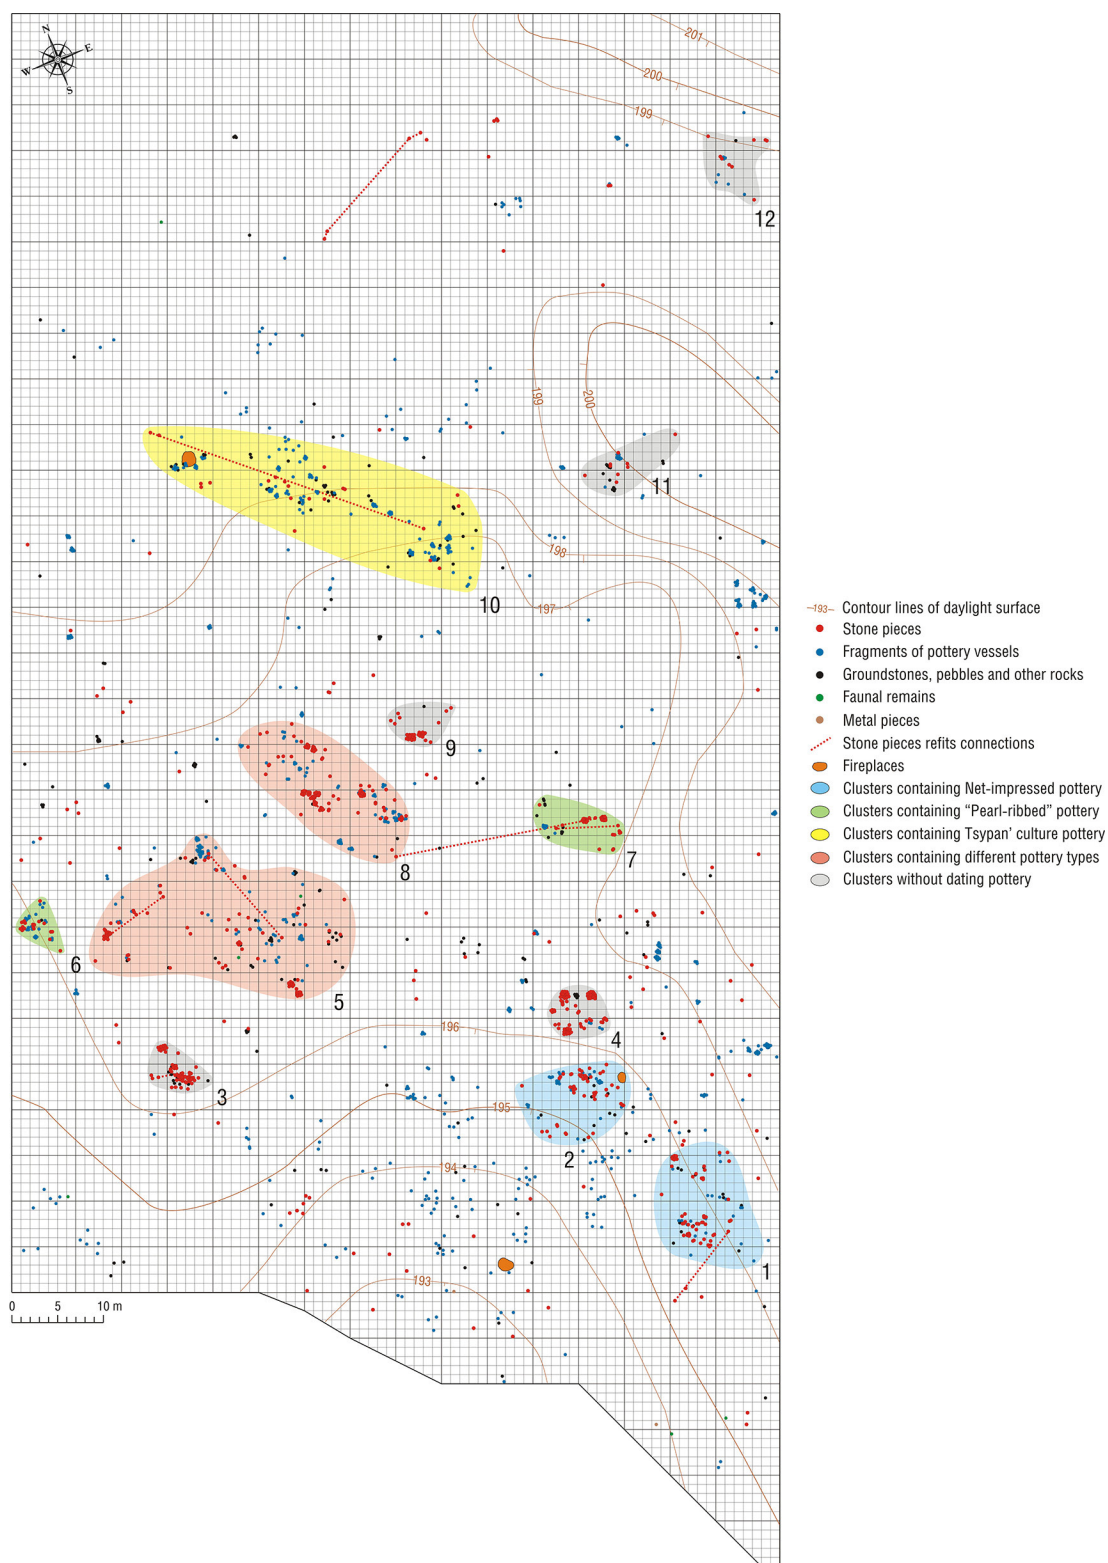 N
E
W
S
201
200
199
12
199
200
11
198
10
197
9
8
7
6
5
4
196
3
195
2
94
1
193
0 5 10 m
–193– Contour lines of daylight surface
Stone pieces
Fragments of pottery vessels
Groundstones, pebbles and other rocks
Faunal remains
Metal pieces
Stone pieces refits connections
Fireplaces
Clusters containing Net-impressed pottery
Clusters containing “Pearl-ribbed” pottery
Clusters containing Tsypan’ culture pottery
Clusters containing different pottery types
Clusters without dating pottery